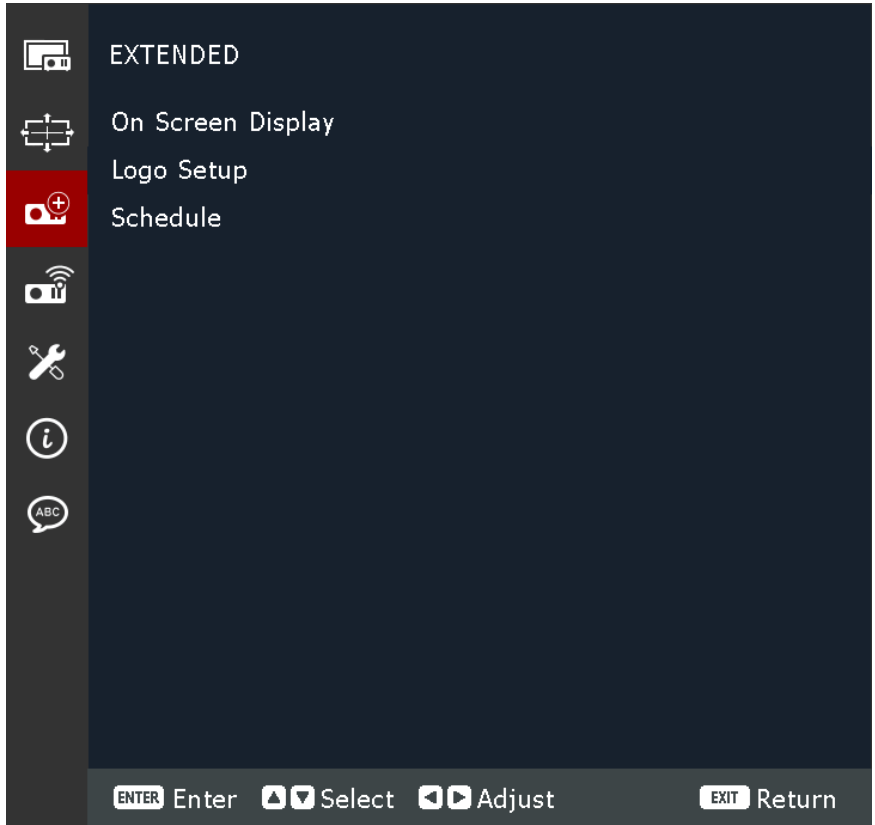 EXTENDED
On Screen Display
Logo Setup
Schedule
ABC
ENTER Enter Select Adjust EXIT Return